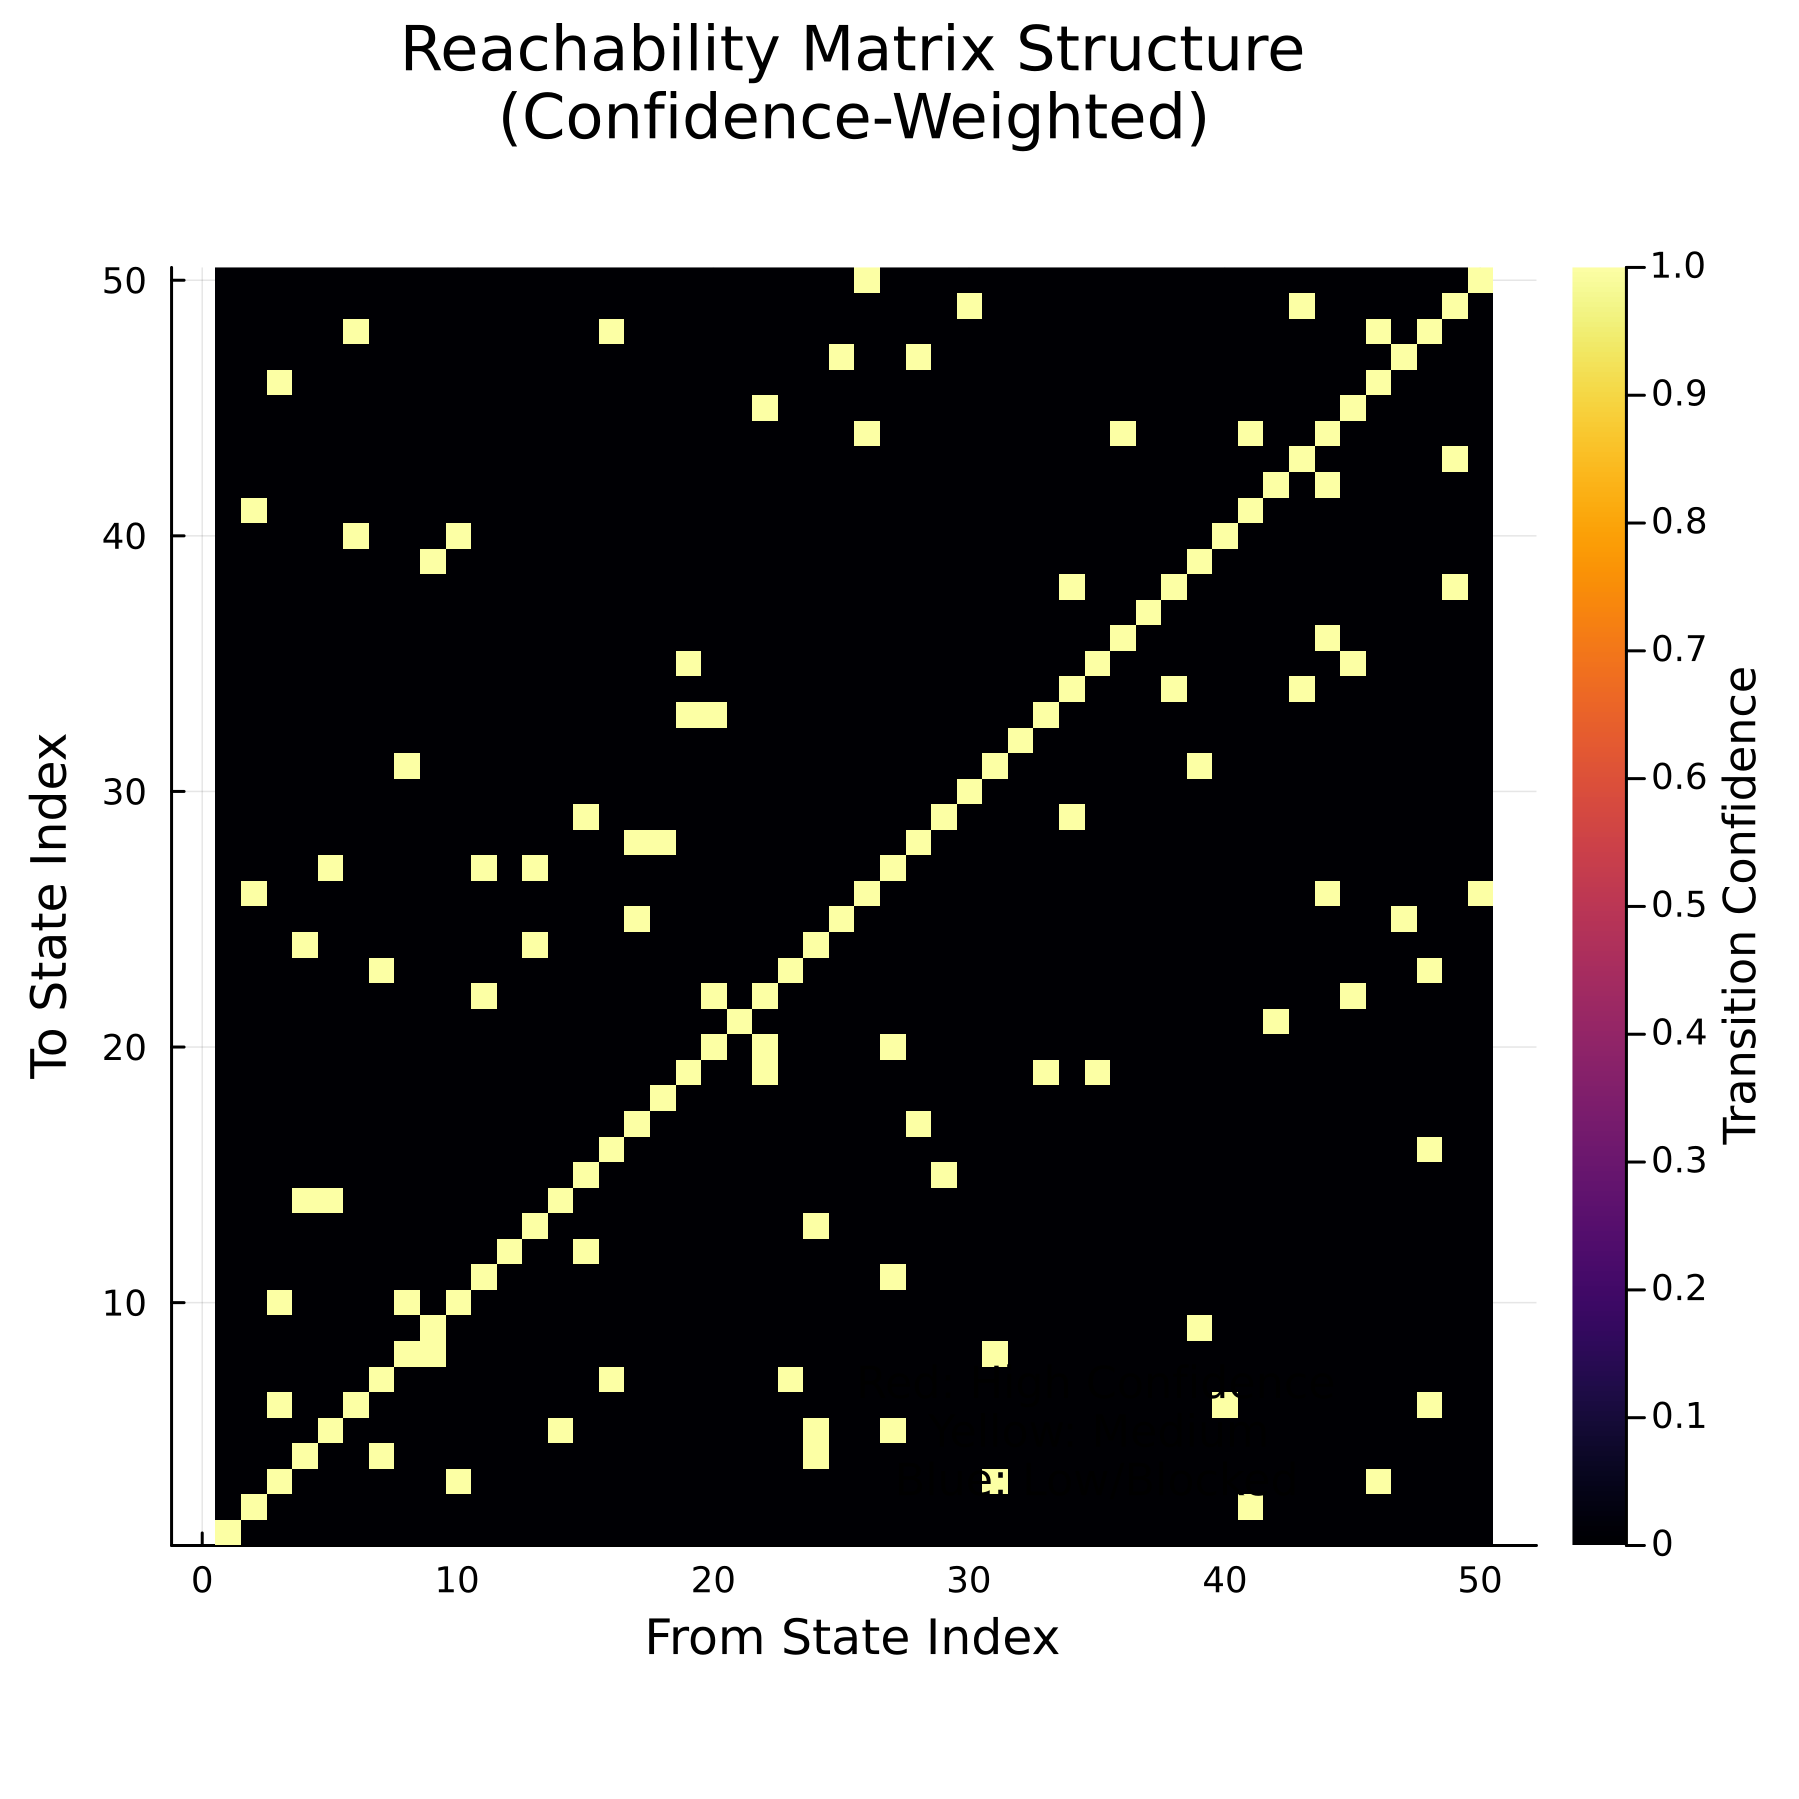 Reachability Matrix Structure
(Confidence-Weighted)
To State Index
50
40
30
20
10
0 10 20 30 40 50
From State Index
1.0
0.9
0.8
0.7
0.6
0.5
0.4
0.3
0.2
0.1
0
Transition Confidence